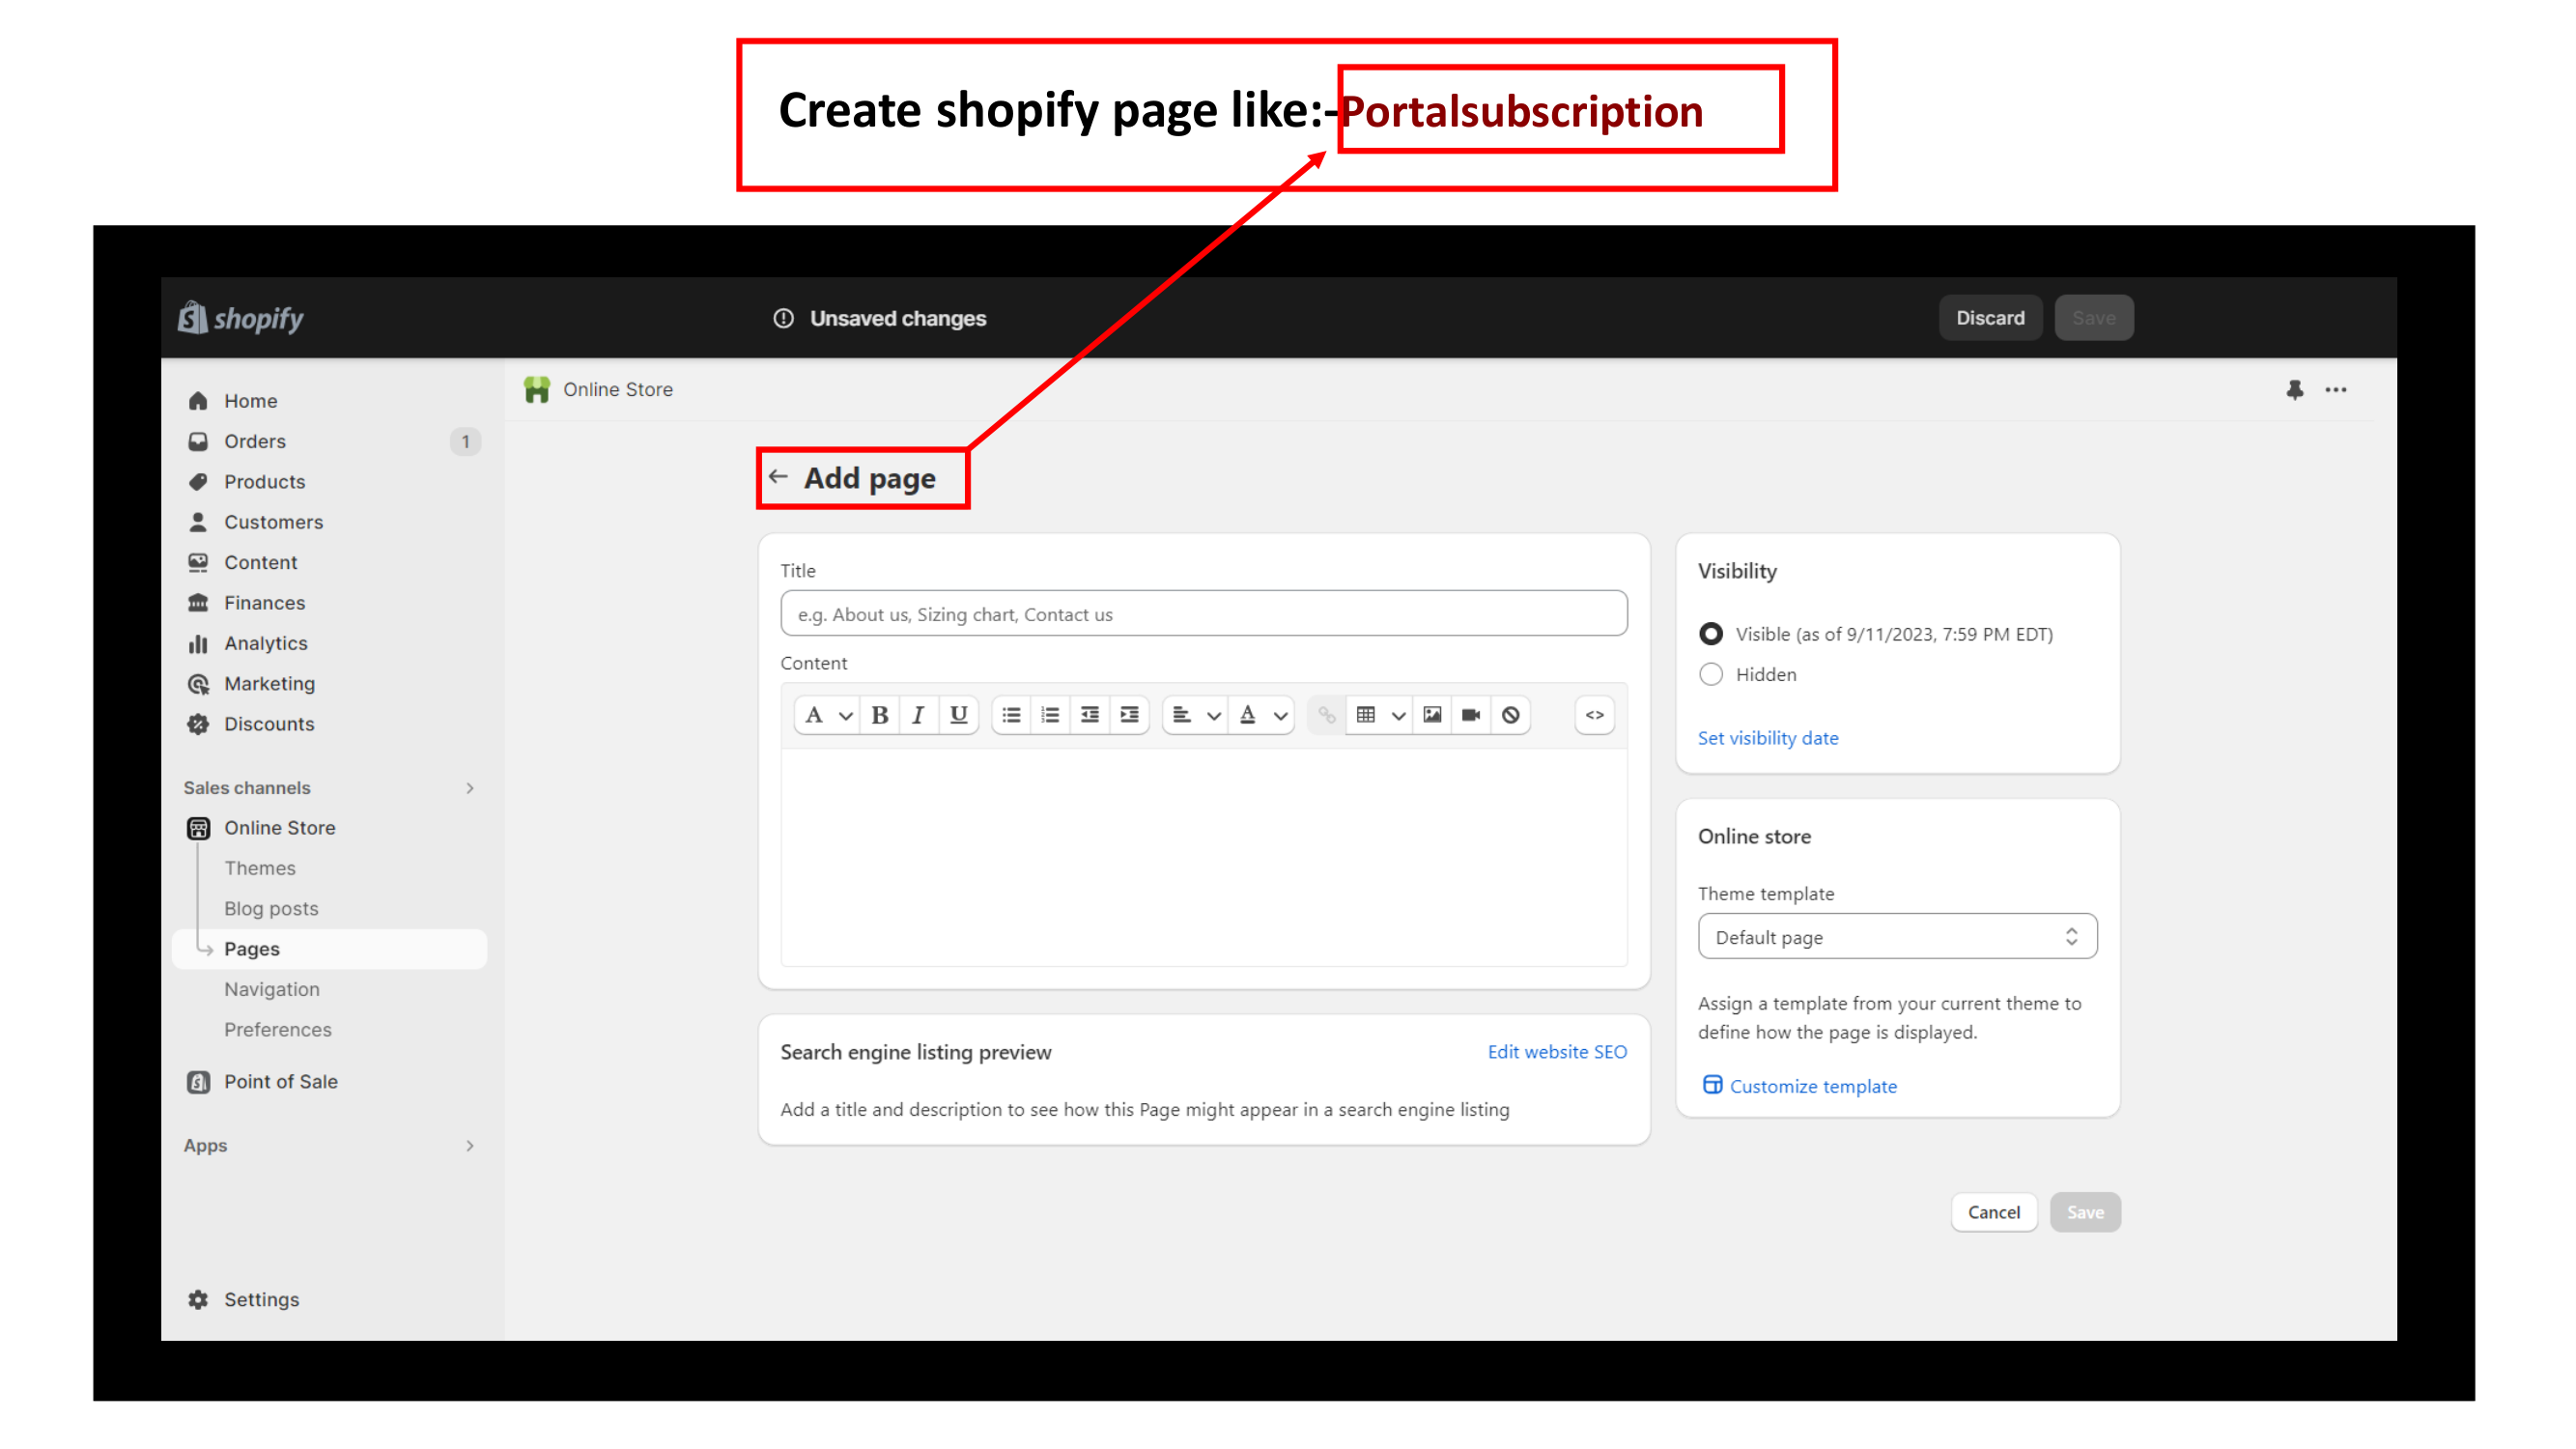 Create shopify page like:-Portalsubscription
shopify
Unsaved changes
Discard
Save
Home
Orders
1
Products
Customers
Content
Finances
Analytics
Marketing
Discounts
Sales channels
Online Store
Themes
Blog posts
Pages
Navigation
Preferences
Point of Sale
Apps
Settings
Online Store
Add page
Title
e.g. About us, Sizing chart, Contact us
Content
A
B
I
U
A
<>
Search engine listing preview
Edit website SEO
Add a title and description to see how this Page might appear in a search engine listing
Visibility
Visible (as of 9/11/2023, 7:59 PM EDT)
Hidden
Set visibility date
Online store
Theme template
Default page
Assign a template from your current theme to
define how the page is displayed.
Customize template
Cancel
Save